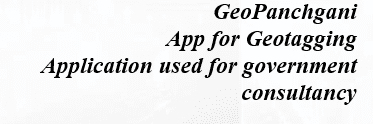 GeoPanchgani
App for Geotagging
Application used for government
consultancy